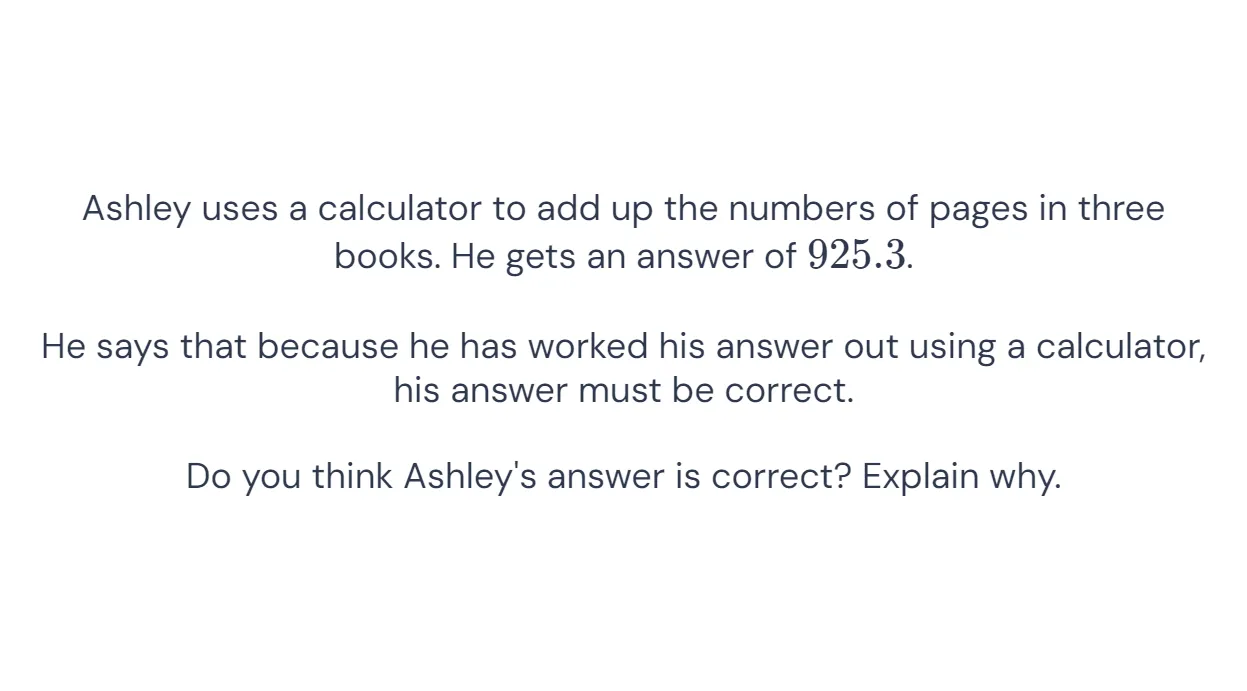 Ashley uses a calculator to add up the numbers of pages in three
books. He gets an answer of 925.3.
He says that because he has worked his answer out using a calculator,
his answer must be correct.
Do you think Ashley's answer is correct? Explain why.